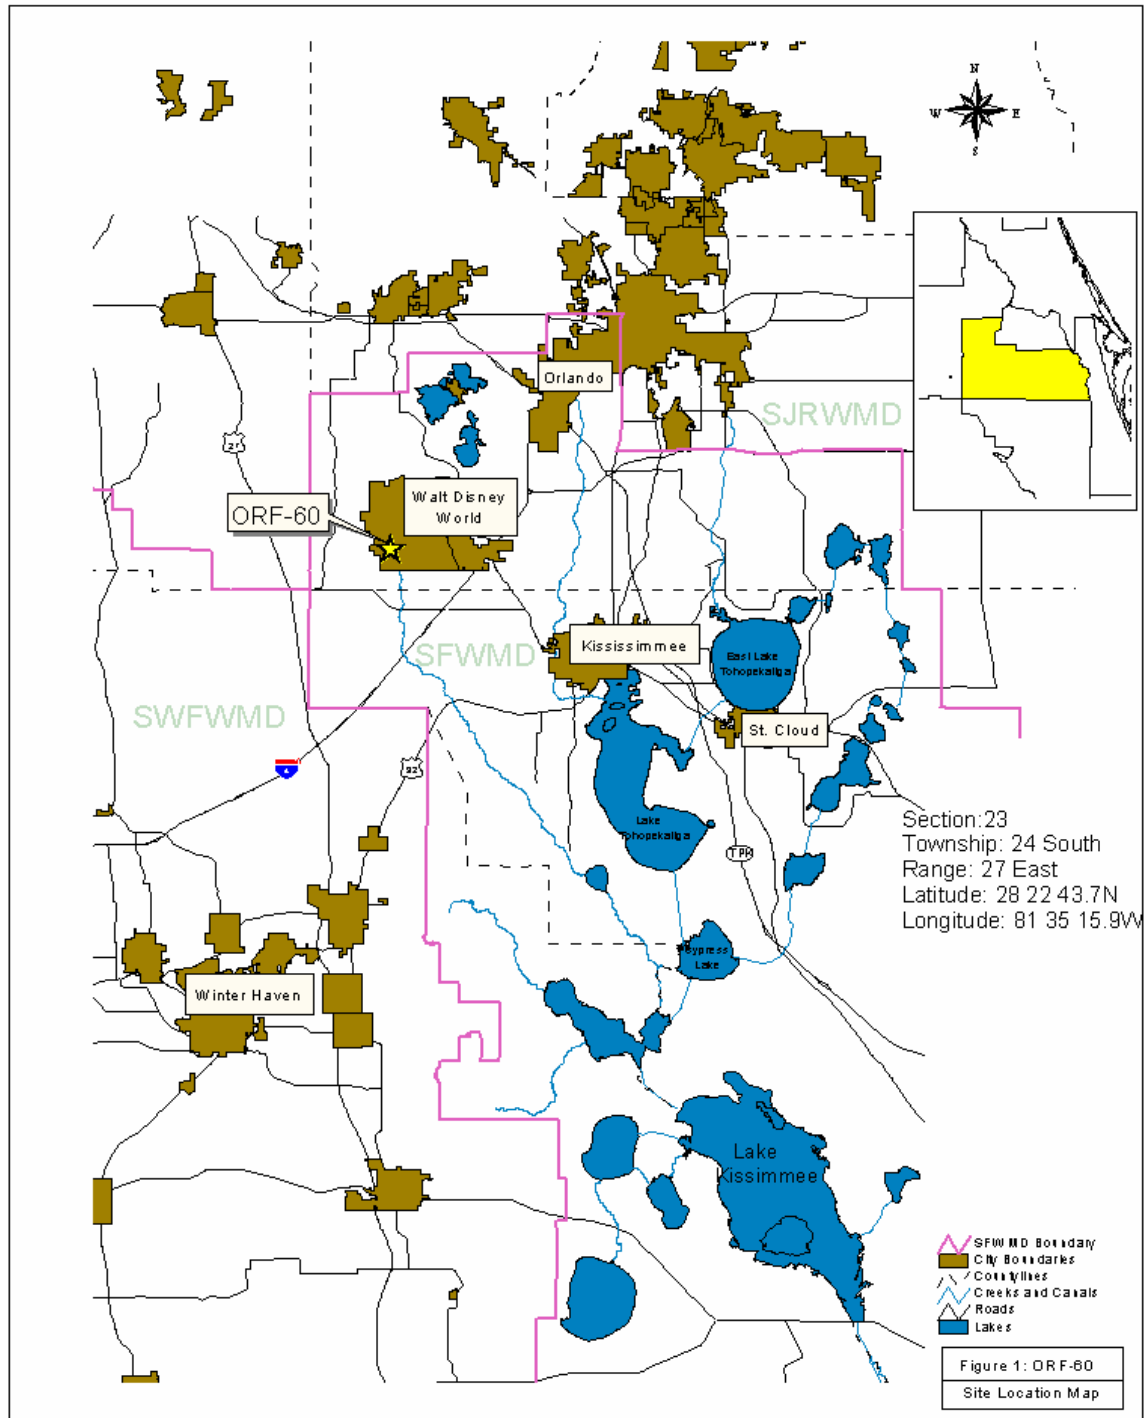 N
W E
S
Orlando
SJRWMD
27
Walt Disney
World
ORF-60
Kississimmee
East Lake
Tohopekaliga
SFWMD
SWFWMD
St. Cloud
4
92
Lake
Tohopekaliga
TPK
Section:23
Township: 24 South
Range: 27 East
Latitude: 28 22 43.7N
Longitude: 81 35 15.9W
Cypress
Lake
Winter Haven
Lake
Kissimmee
SFWMD Boundary
City Boundaries
Countylines
Creeks and Canals
Roads
Lakes
Figure 1: ORF-60
Site Location Map